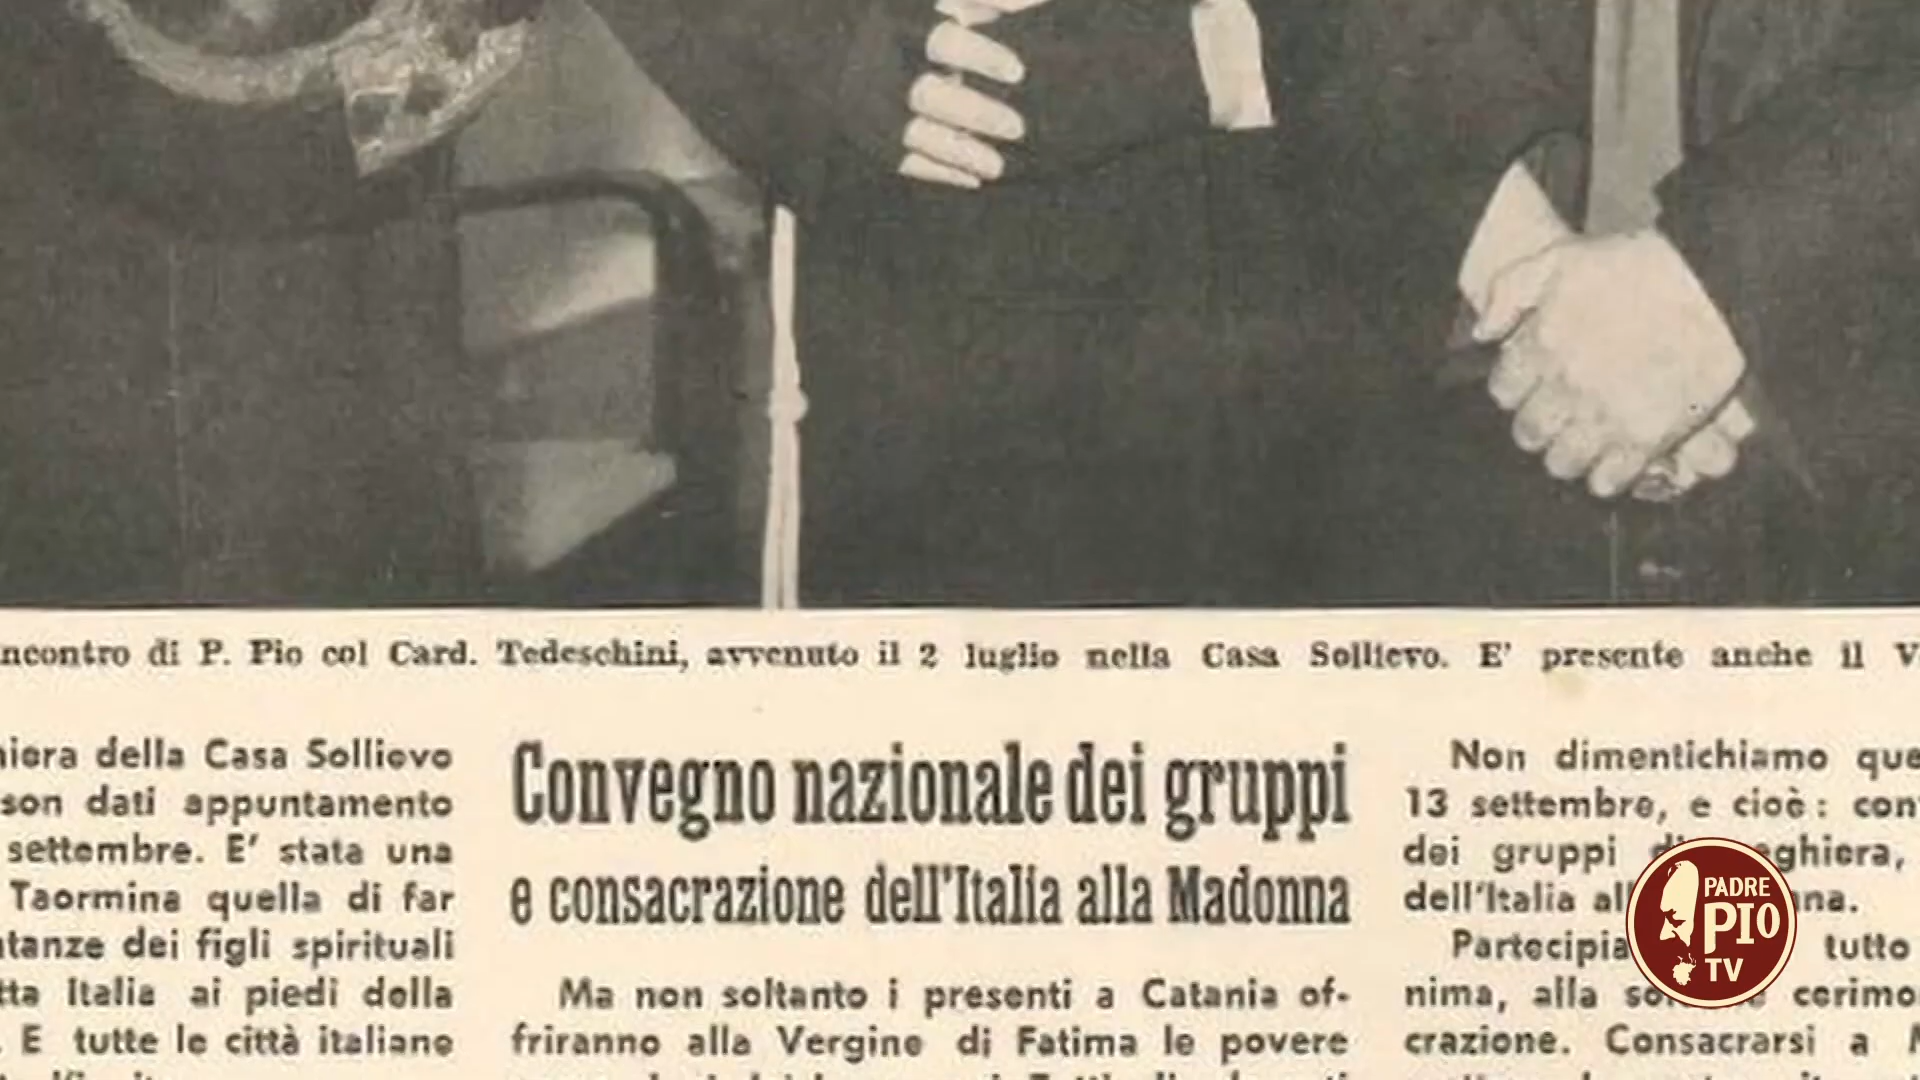 ncontro di P. Pio col Card. Tedeschini, avvenuto il 2 luglio nella Casa Sollievo. E' presente anche il V
hiera della Casa Sollievo
son dati appuntamento
settembre. E' stata una
Taormina quella di far
tanze dei figli spirituali
tta Italia ai piedi della
. E tutte le città italiane
Convegno nazionale dei gruppi
e consacrazione dell'Italia alla Madonna
Ma non soltanto i presenti a Catania of-
friranno alla Vergine di Fatima le povere
Non dimentichiamo que
13 settembre, e cioè: con
dei gruppi eghiera,
dell'Italia al na.
Partecipia tutto
nima, alla cerimo
crazione. Consacrarsi a
PADRE
PIO
TV